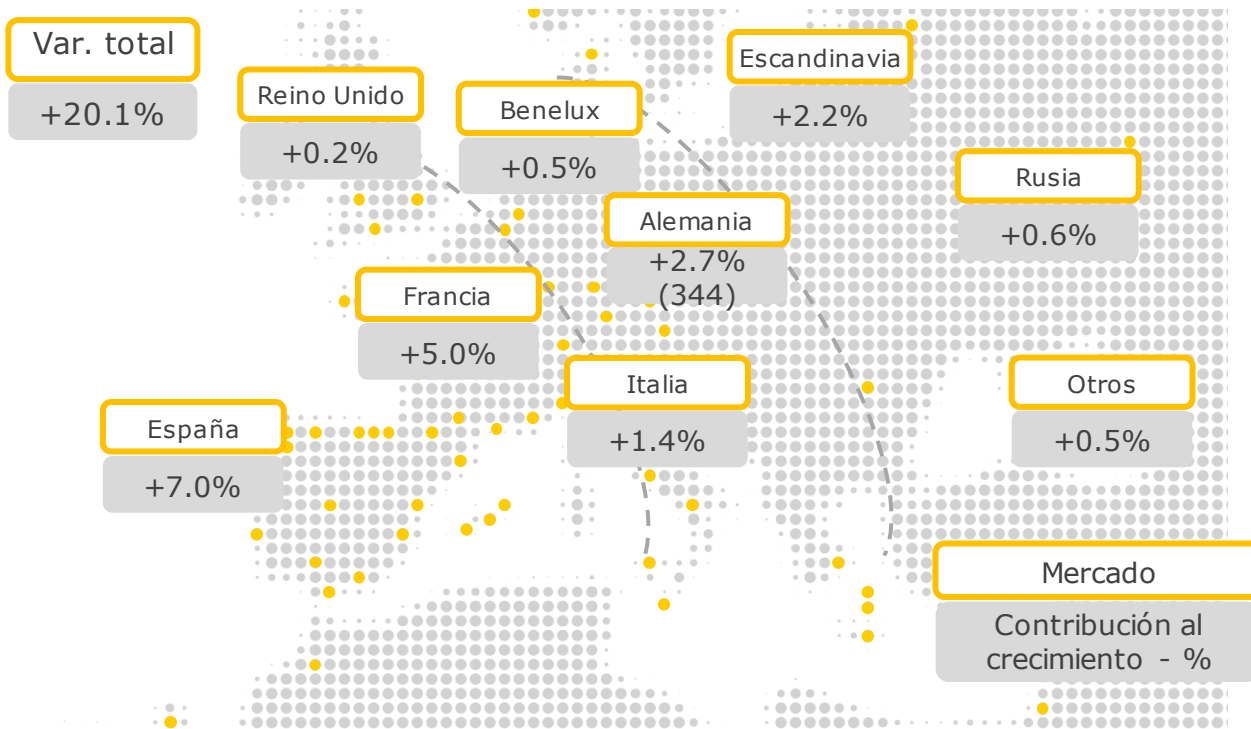 Var. total
+20.1%
Reino Unido
+0.2%
Benelux
+0.5%
Escandinavia
+2.2%
Rusia
+0.6%
Alemania
+2.7%
(344)
Francia
+5.0%
Italia
+1.4%
Otros
+0.5%
España
+7.0%
Mercado
Contribución al
crecimiento - %